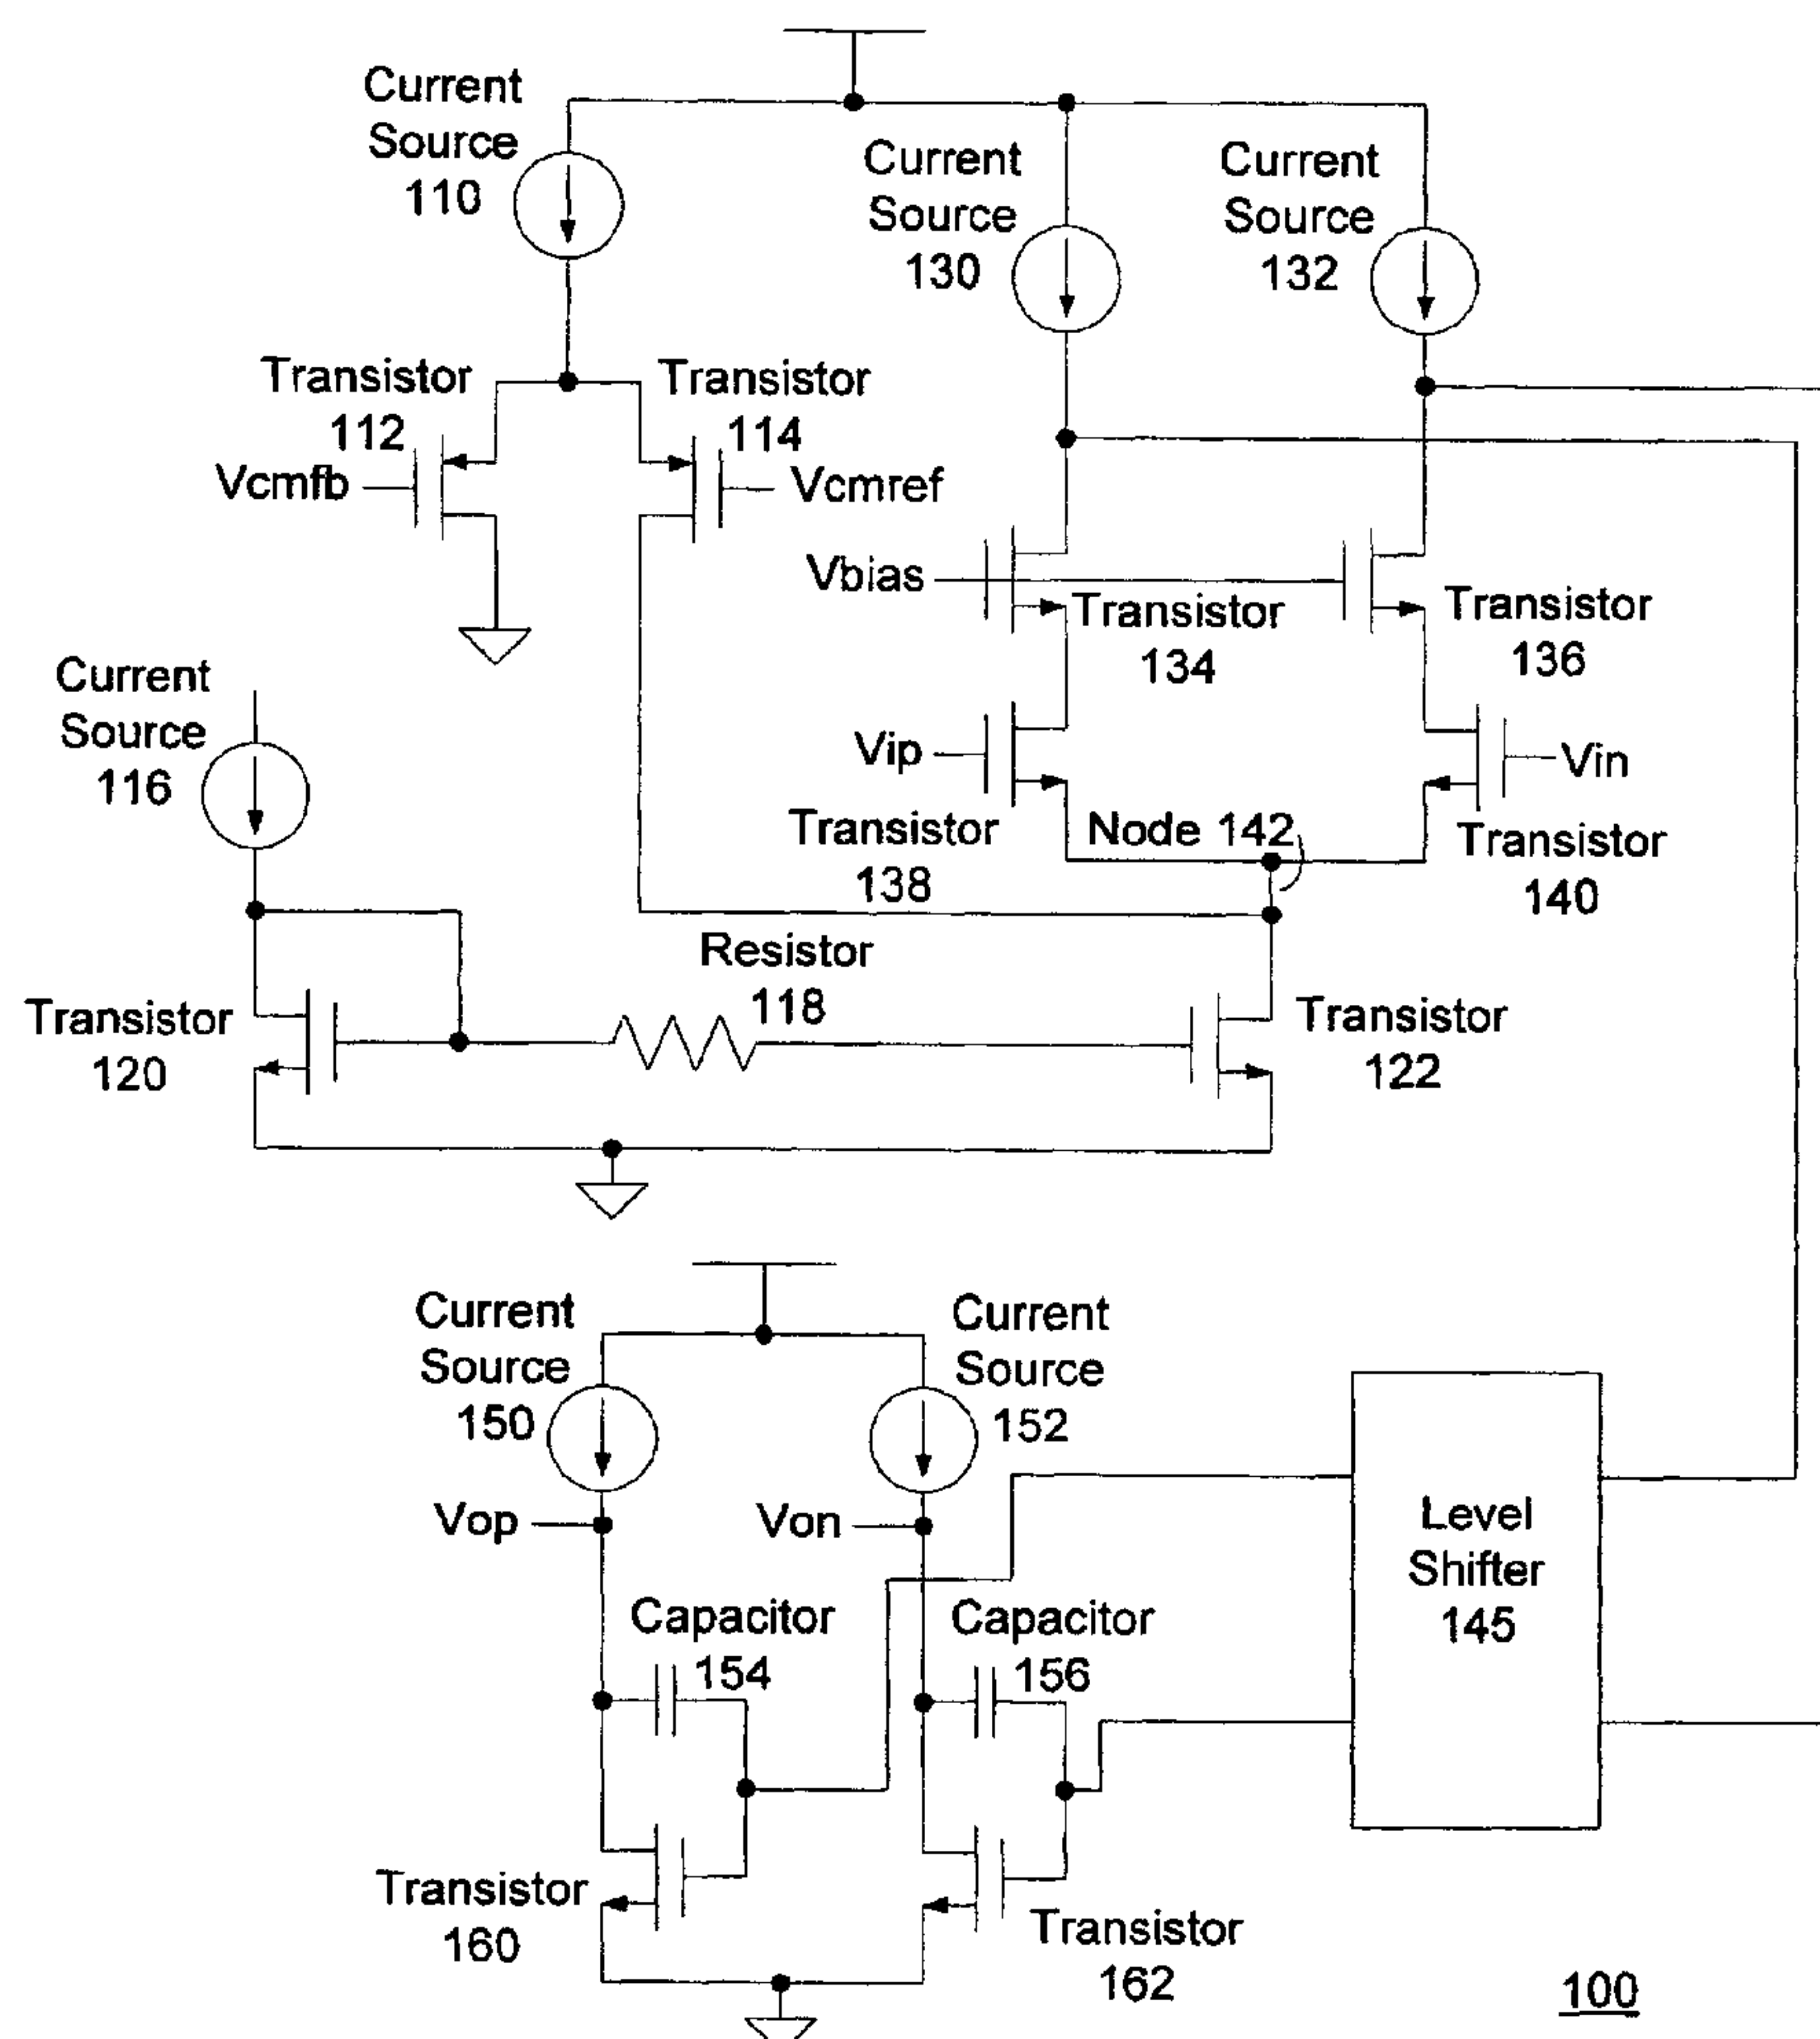 Current
Source
110
Current
Source
130
Current
Source
132
Transistor
112
Transistor
114
Vcmfb
Vcmref
Vbias
Transistor
134
Transistor
136
Current
Source
116
Vip
Vin
Transistor
138
Node 142
Transistor
140
Resistor
118
Transistor
120
Transistor
122
Current
Source
150
Current
Source
152
Vop
Von
Level
Shifter
145
Capacitor
154
Capacitor
156
Transistor
160
Transistor
162
100